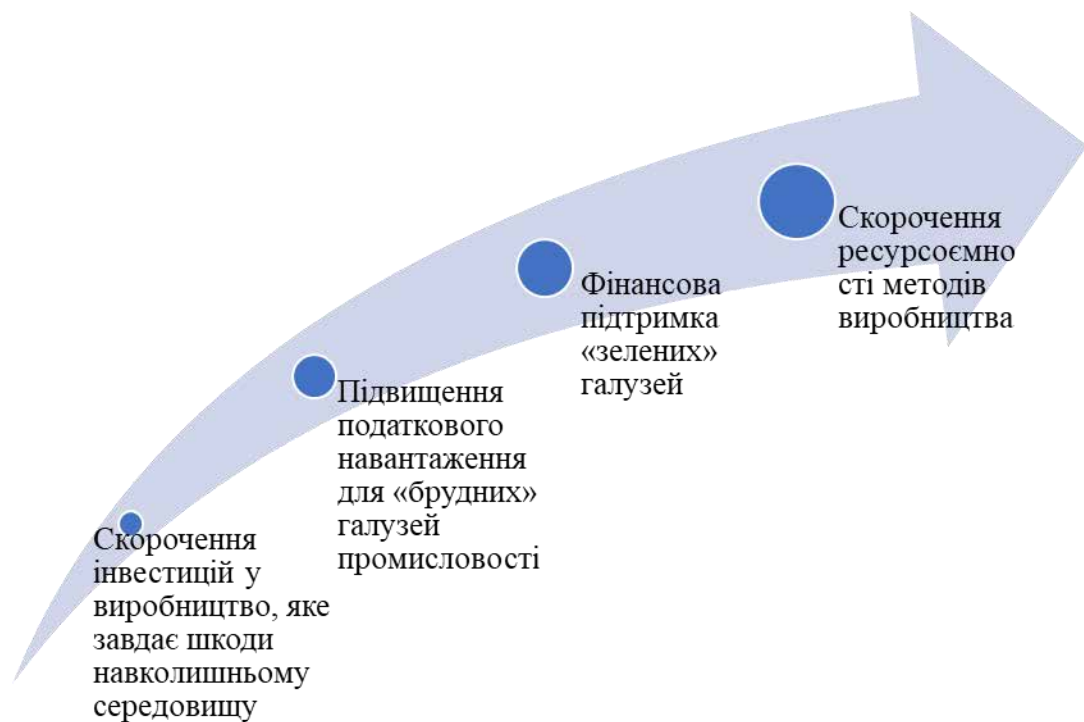 Скорочення
інвестицій у
виробництво, яке
завдає шкоди
навколишньому
середовищу
Підвищення
податкового
навантаження
для «брудних»
галузей
промисловості
Фінансова
підтримка
«зелених»
галузей
Скорочення
ресурсоємно
сті методів
виробництва